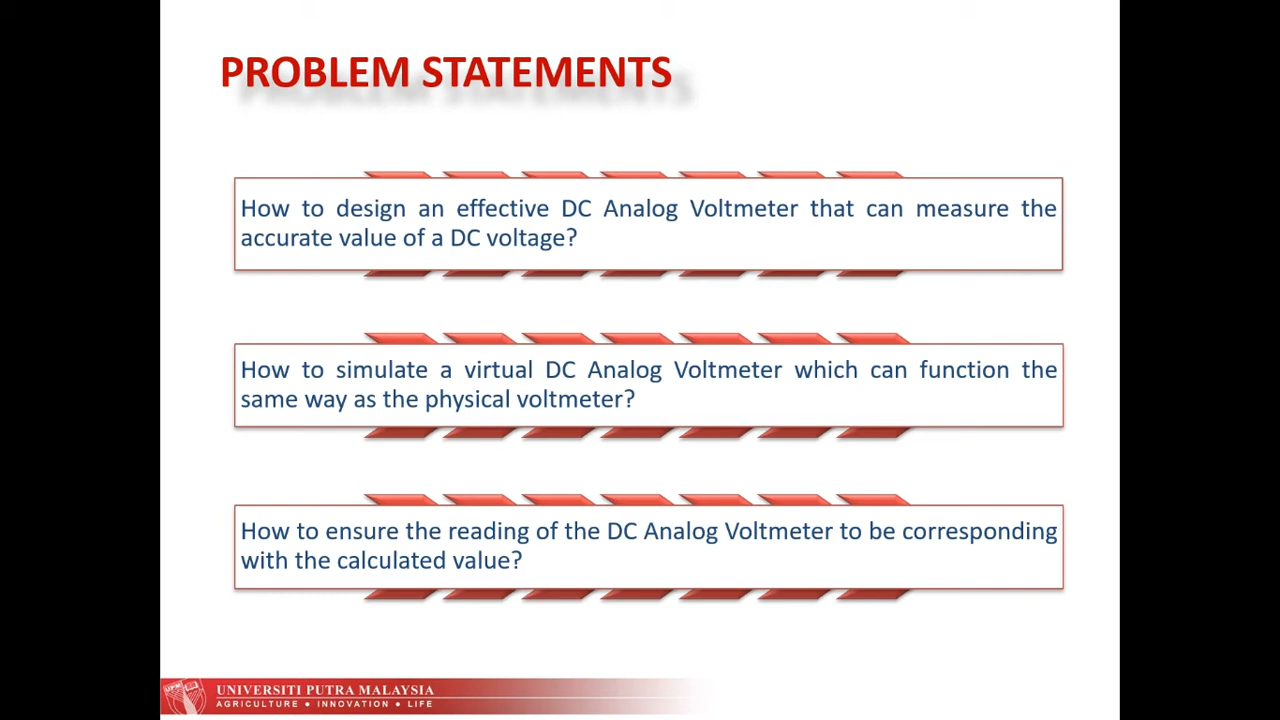 PROBLEM STATEMENTS
How to design an effective DC Analog Voltmeter that can measure the
accurate value of a DC voltage?
How to simulate a virtual DC Analog Voltmeter which can function the
same way as the physical voltmeter?
How to ensure the reading of the DC Analog Voltmeter to be corresponding
with the calculated value?
UPM
UNIVERSITI PUTRA MALAYSIA
AGRICULTURE • INNOVATION • LIFE